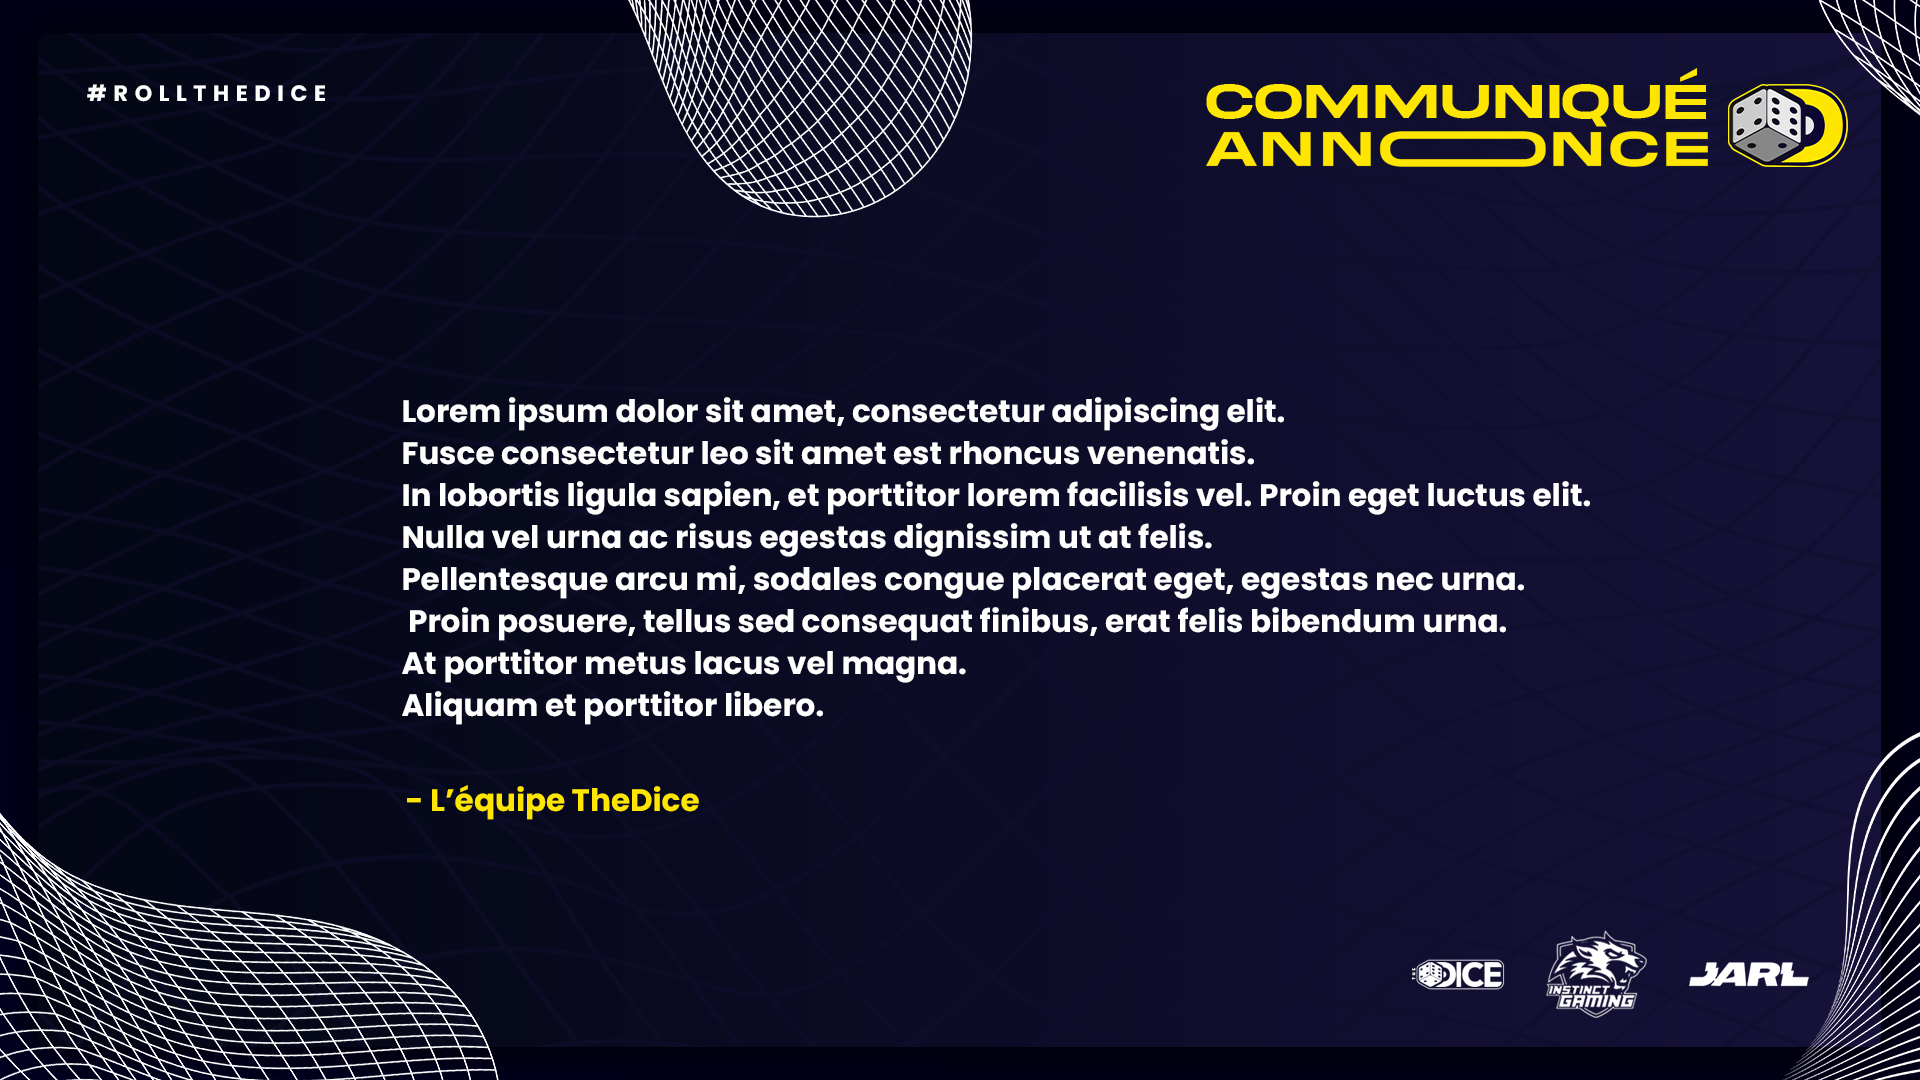 #ROLLTHEDICE
COMMUNIQUÉ
ANNONCE
Lorem ipsum dolor sit amet, consectetur adipiscing elit.
Fusce consectetur leo sit amet est rhoncus venenatis.
In lobortis ligula sapien, et porttitor lorem facilisis vel. Proin eget luctus elit.
Nulla vel urna ac risus egestas dignissim ut at felis.
Pellentesque arcu mi, sodales congue placerat eget, egestas nec urna.
Proin posuere, tellus sed consequat finibus, erat felis bibendum urna.
At porttitor metus lacus vel magna.
Aliquam et porttitor libero.
- L’équipe TheDice
THE DICE
INSTINCT
GAMING
JARL